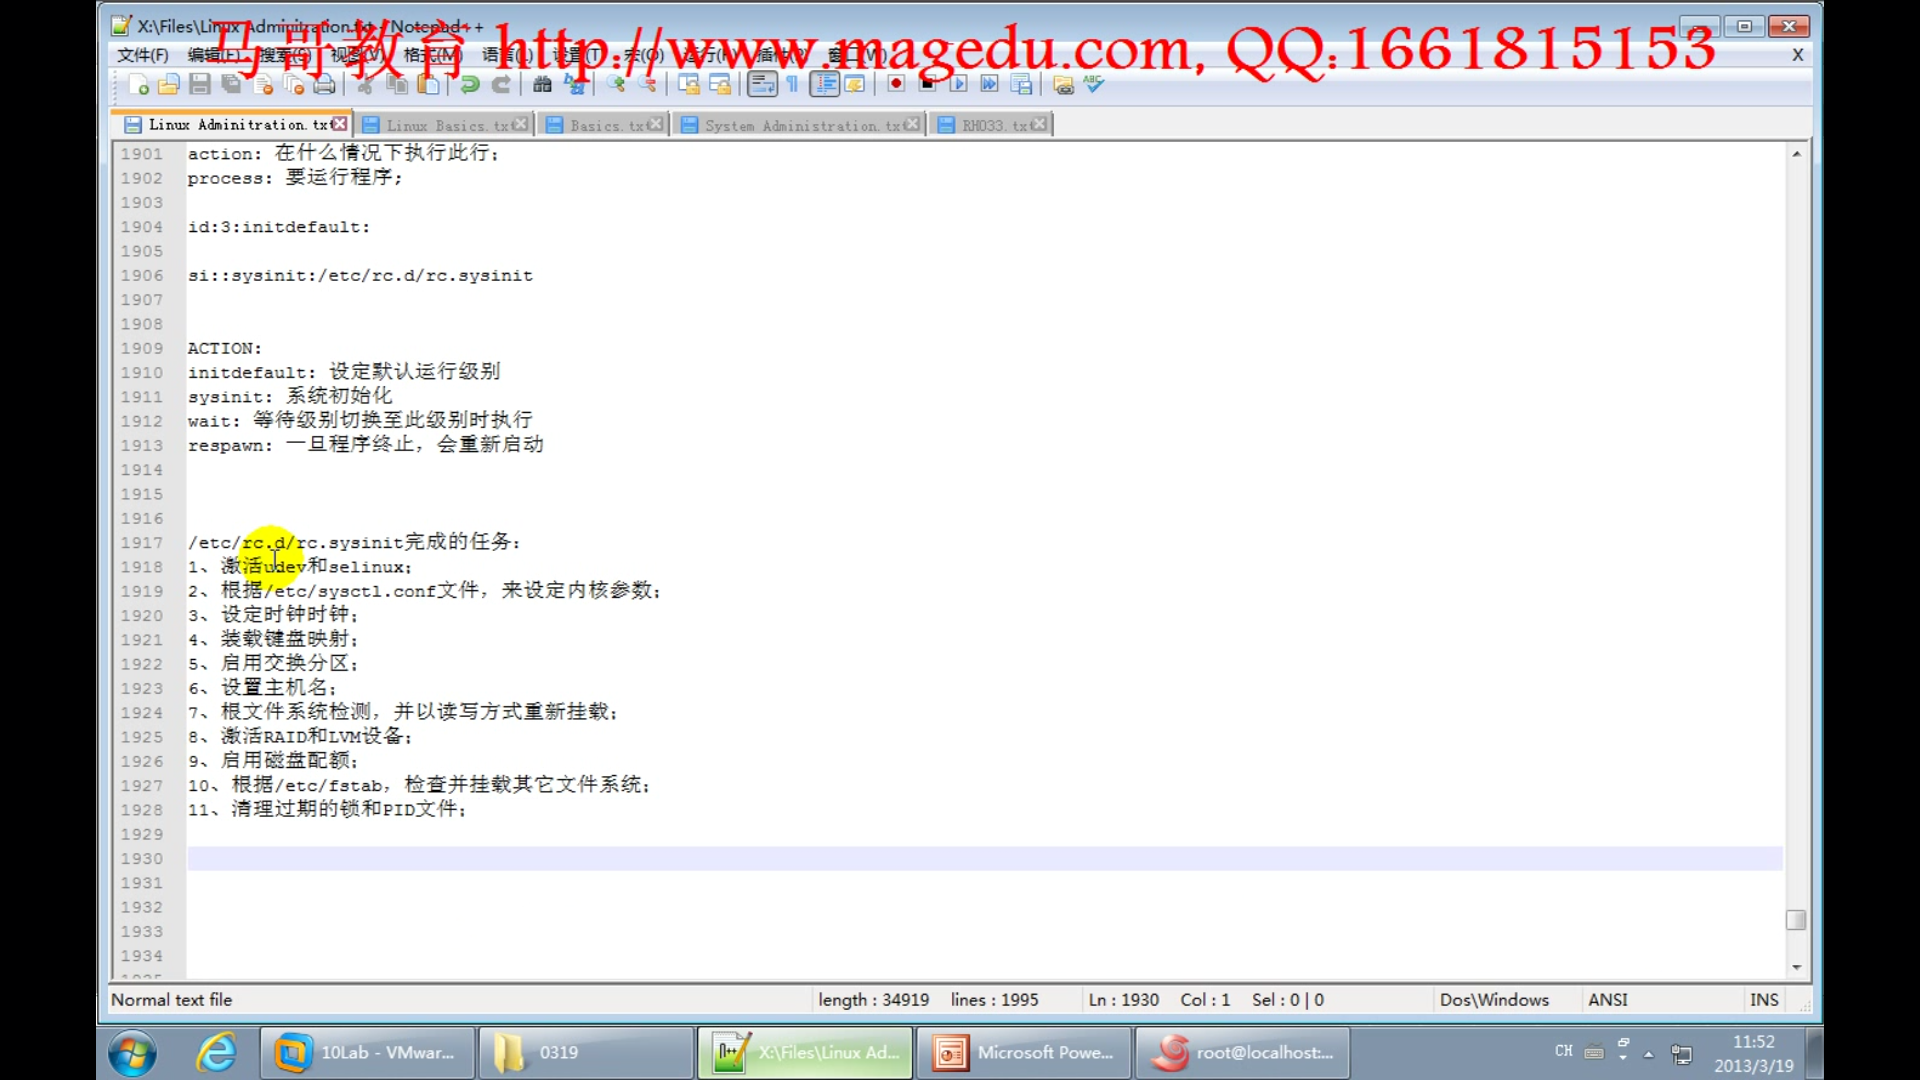 X:\Files\Linux Adminitration.txt - Notepad++
马哥教育 http://www.magedu.com, QQ:1661815153
文件(F) 编辑(E) 搜索(S) 视图(V) 格式(M) 语言(L) 设置(T) 宏(O) 运行(R) 插件(P) 窗口(W) X
Linux Adminitration.txt Linux Basics.txt Basics.txt System Administration.txt RH033.txt
1901 action: 在什么情况下执行此行;
1902 process: 要运行程序;
1903
1904 id:3:initdefault:
1905
1906 si::sysinit:/etc/rc.d/rc.sysinit
1907
1908
1909 ACTION:
1910 initdefault: 设定默认运行级别
1911 sysinit: 系统初始化
1912 wait: 等待级别切换至此级别时执行
1913 respawn: 一旦程序终止，会重新启动
1914
1915
1916
1917 /etc/rc.d/rc.sysinit完成的任务:
1918 1、激活udev和selinux;
1919 2、根据/etc/sysctl.conf文件，来设定内核参数;
1920 3、设定时钟时钟;
1921 4、装载键盘映射;
1922 5、启用交换分区;
1923 6、设置主机名;
1924 7、根文件系统检测，并以读写方式重新挂载;
1925 8、激活RAID和LVM设备;
1926 9、启用磁盘配额;
1927 10、根据/etc/fstab，检查并挂载其它文件系统;
1928 11、清理过期的锁和PID文件;
1929
1930
1931
1932
1933
1934
Normal text file length : 34919 lines : 1995 Ln : 1930 Col : 1 Sel : 0 | 0 Dos\Windows ANSI INS
10Lab - VMwar... 0319 X:\Files\Linux Ad... Microsoft Powe... root@localhost:... CH 11:52
2013/3/19